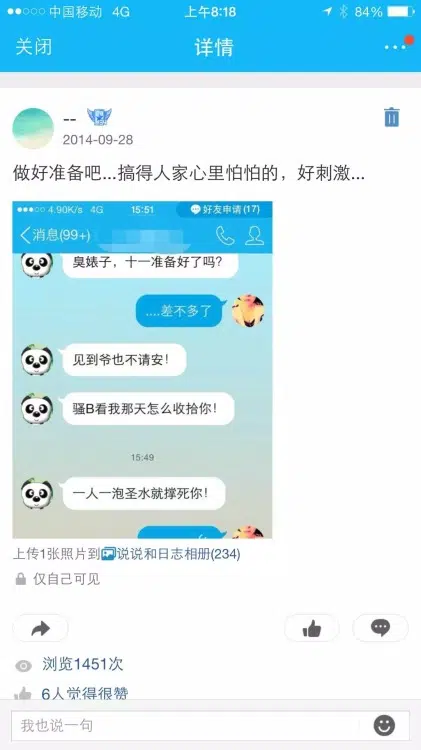 中国移动 4G 上午8:18 84%
关闭 详情
--
2014-09-28
做好准备吧...搞得人家心里怕怕的，好刺激...
4.90K/s 4G 15:51 好友申请(17)
消息(99+)
臭婊子，十一准备好了吗？
....差不多了
见到爷也不请安！
骚B看我那天怎么收拾你！
15:49
一人一泡圣水就撑死你！
上传1张照片到说说和日志相册(234)
仅自己可见
浏览1451次
6人觉得很赞
我也说一句